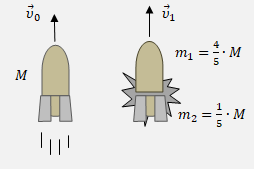 v⃗₀ v⃗₁
M
m₁ = 4/5 · M
m₂ = 1/5 · M